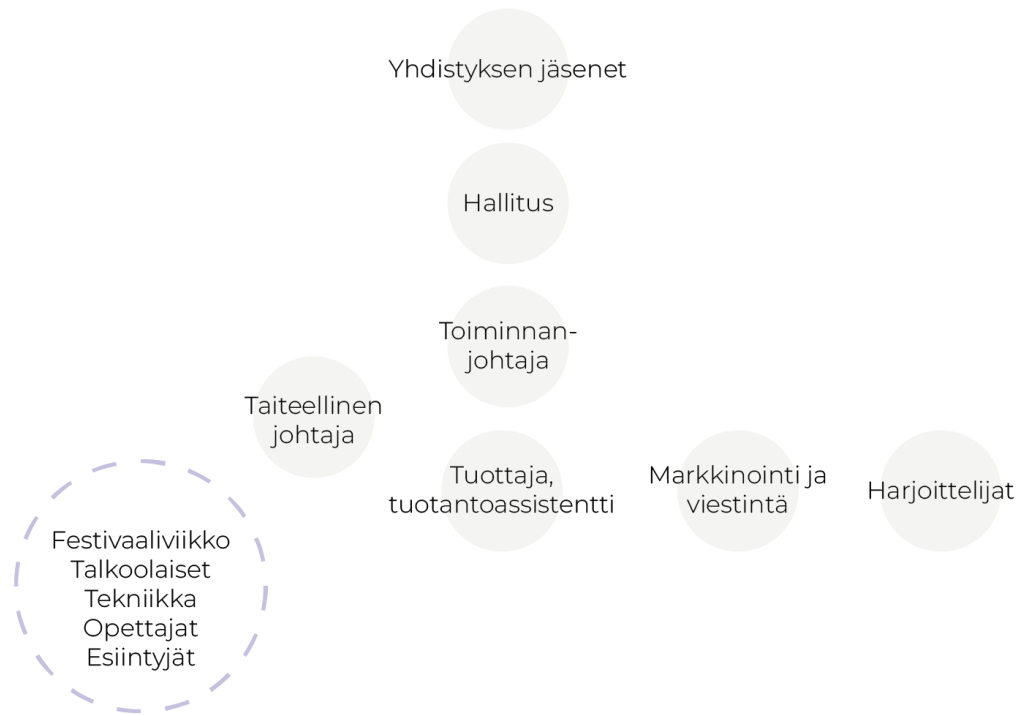 Yhdistyksen jäsenet
Hallitus
Toiminnan-
johtaja
Taiteellinen
johtaja
Tuottaja,
tuotantoassistentti
Markkinointi ja
viestintä
Harjoittelijat
Festivaaliviikko
Talkoolaiset
Tekniikka
Opettajat
Esiintyjät